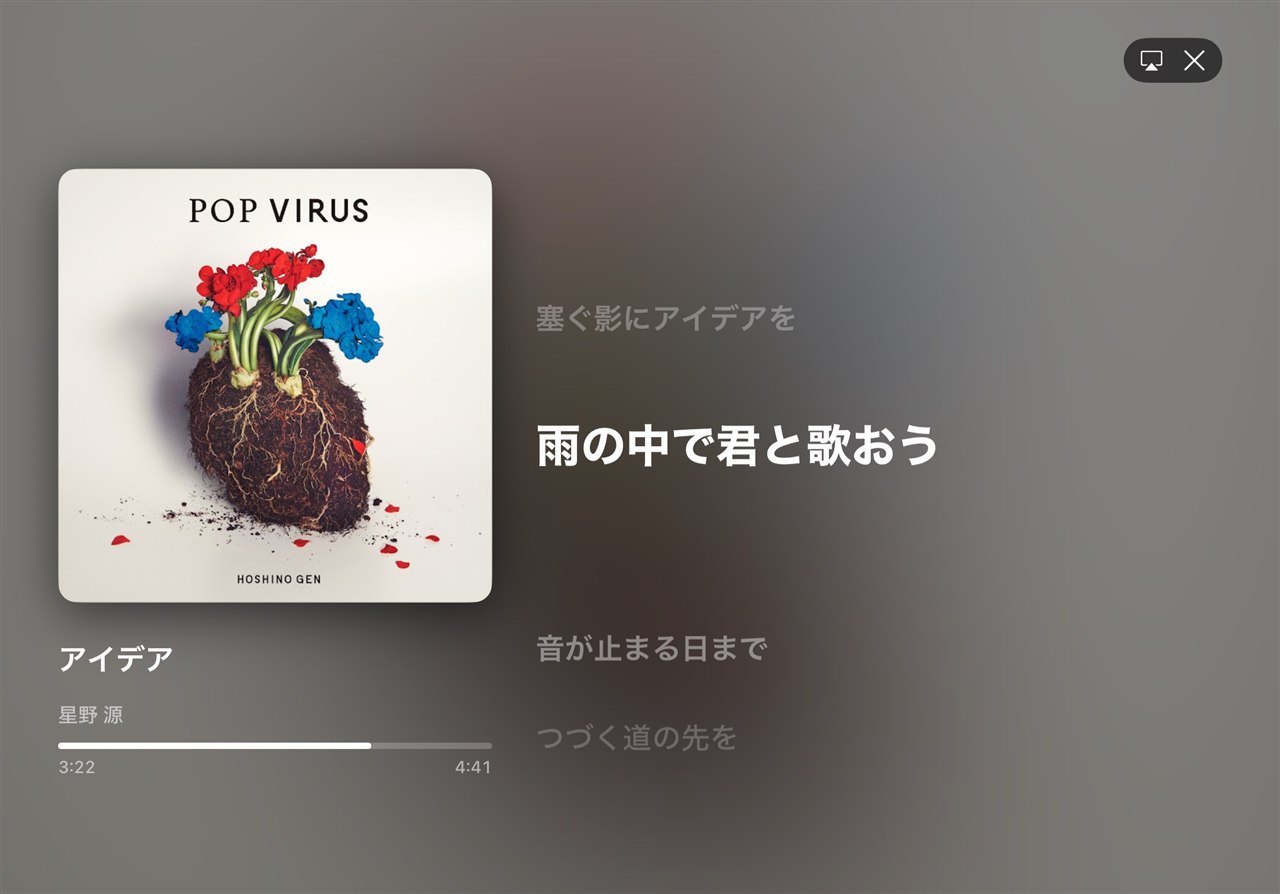 POP VIRUS
HOSHINO GEN
アイデア
星野 源
3:22
4:41
塞ぐ影にアイデアを
雨の中で君と歌おう
音が止まる日まで
つづく道の先を